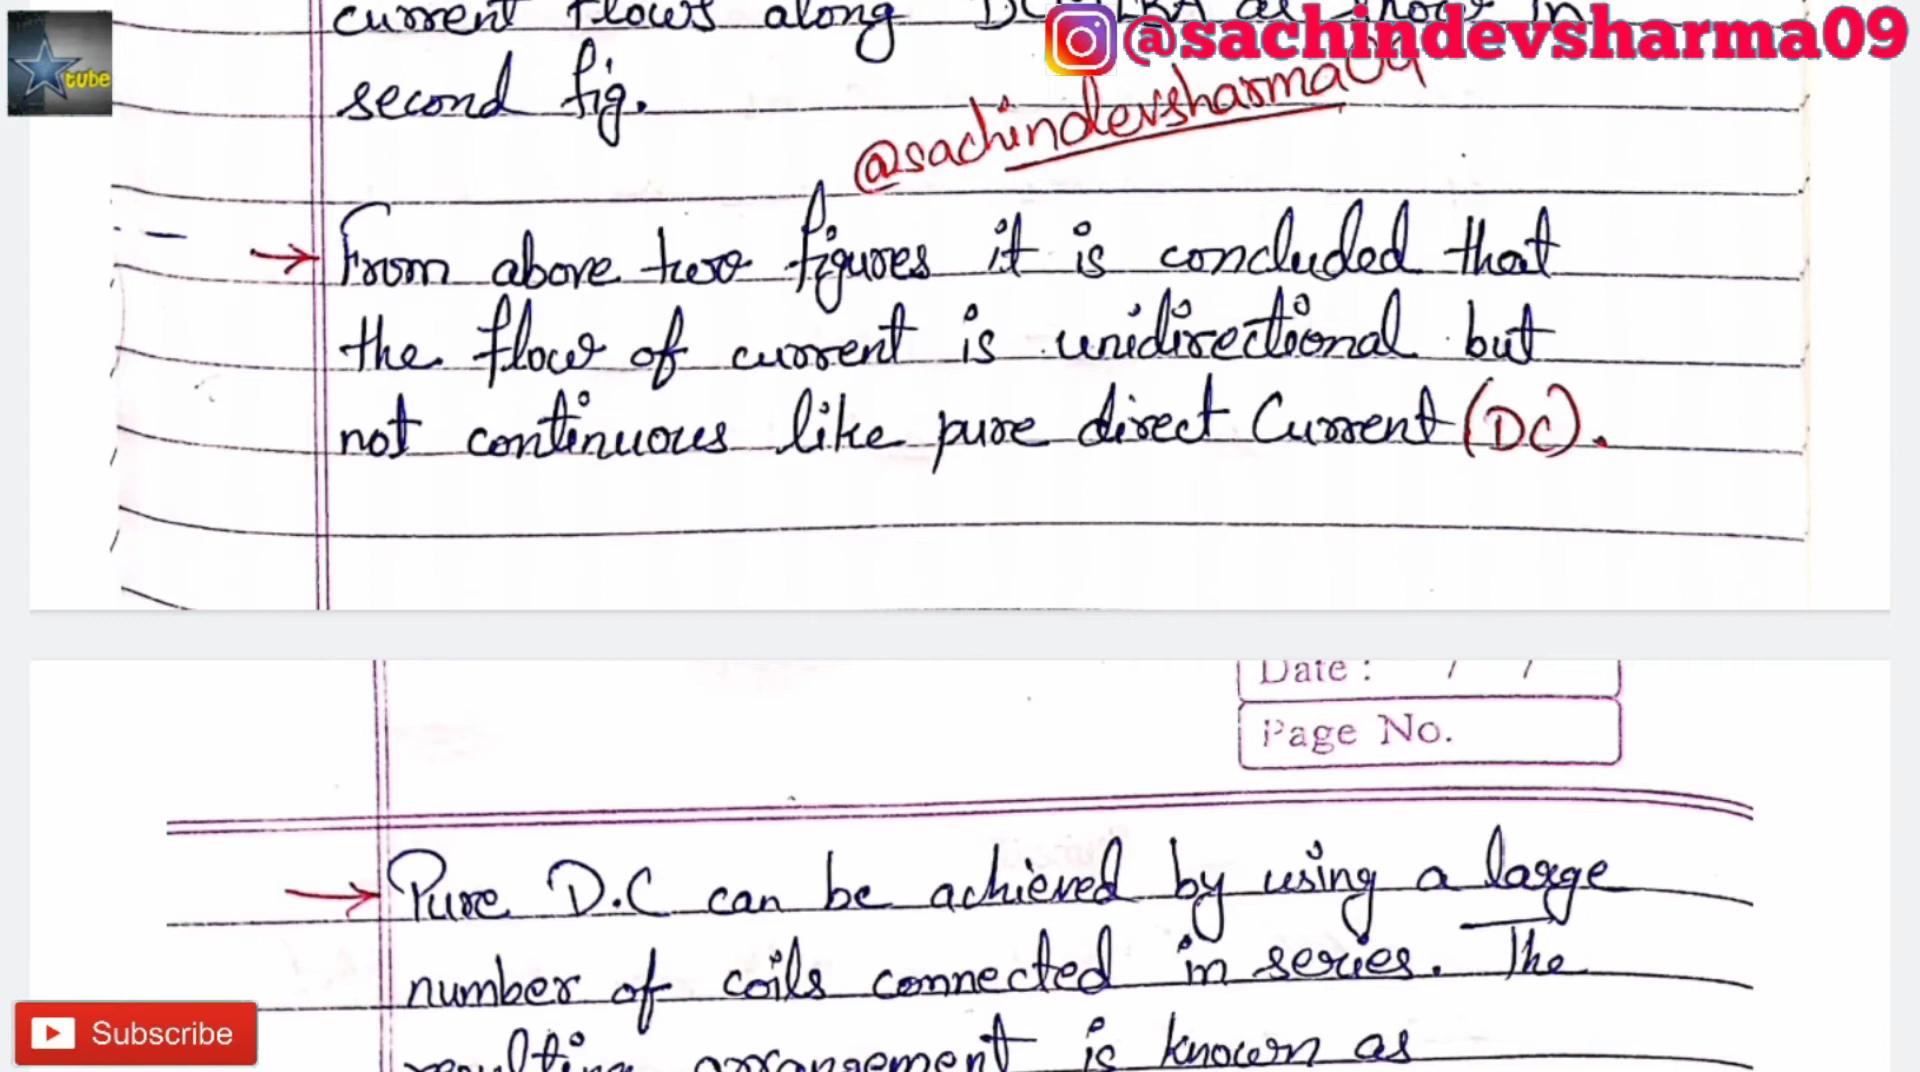 current flows along
@sachindevsharma09
tube
second fig.
@sachindevsharma09
→ From above two figures it is concluded that
the flow of current is unidirectional but
not continuous like pure direct Current (DC).
Date : / /
Page No.
→ Pure D.C can be achieved by using a large
number of coils connected in series. The
resulting arrangement is known as
Subscribe